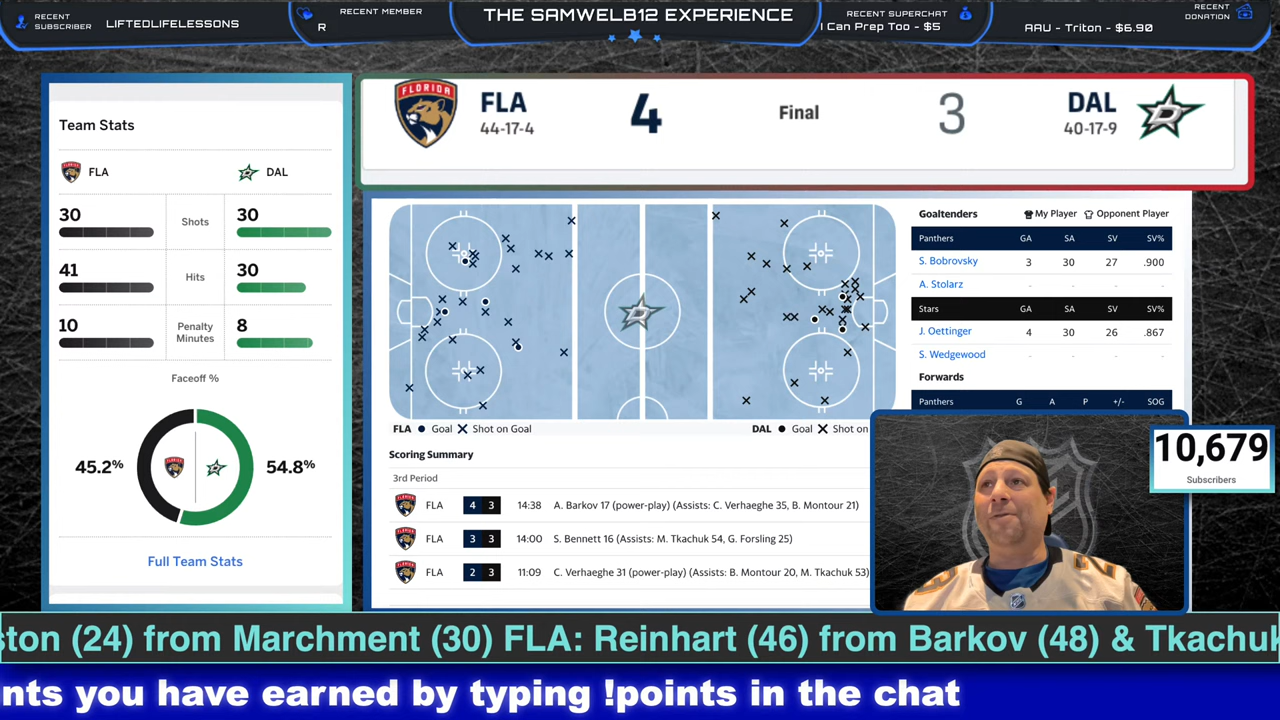 RECENT
SUBSCRIBER
LIFTEDLIFELESSONS
RECENT MEMBER
R
THE SAMWELB12 EXPERIENCE
RECENT SUPERCHAT
I Can Prep Too - $5
RECENT
DONATION
AAU - Triton - $6.90
FLORIDA
FLA
44-17-4
4
Final
3
DAL
40-17-9
Team Stats
FLA
DAL
30
Shots
30
41
Hits
30
10
Penalty
Minutes
8
Faceoff %
45.2%
54.8%
Full Team Stats
FLA Goal Shot on Goal
DAL Goal Shot on
Scoring Summary
3rd Period
FLA 4 3 14:38 A. Barkov 17 (power-play) (Assists: C. Verhaeghe 35, B. Montour 21)
FLA 3 3 14:00 S. Bennett 16 (Assists: M. Tkachuk 54, G. Forsling 25)
FLA 2 3 11:09 C. Verhaeghe 31 (power-play) (Assists: B. Montour 20, M. Tkachuk 53)
Goaltenders My Player Opponent Player
Panthers GA SA SV SV%
S. Bobrovsky 3 30 27 .900
A. Stolarz - - - -
Stars GA SA SV SV%
J. Oettinger 4 30 26 .867
S. Wedgewood - - - -
Forwards
Panthers G A P +/- SOG
10,679
Subscribers
ston (24) from Marchment (30) FLA: Reinhart (46) from Barkov (48) & Tkachuk
nts you have earned by typing !points in the chat